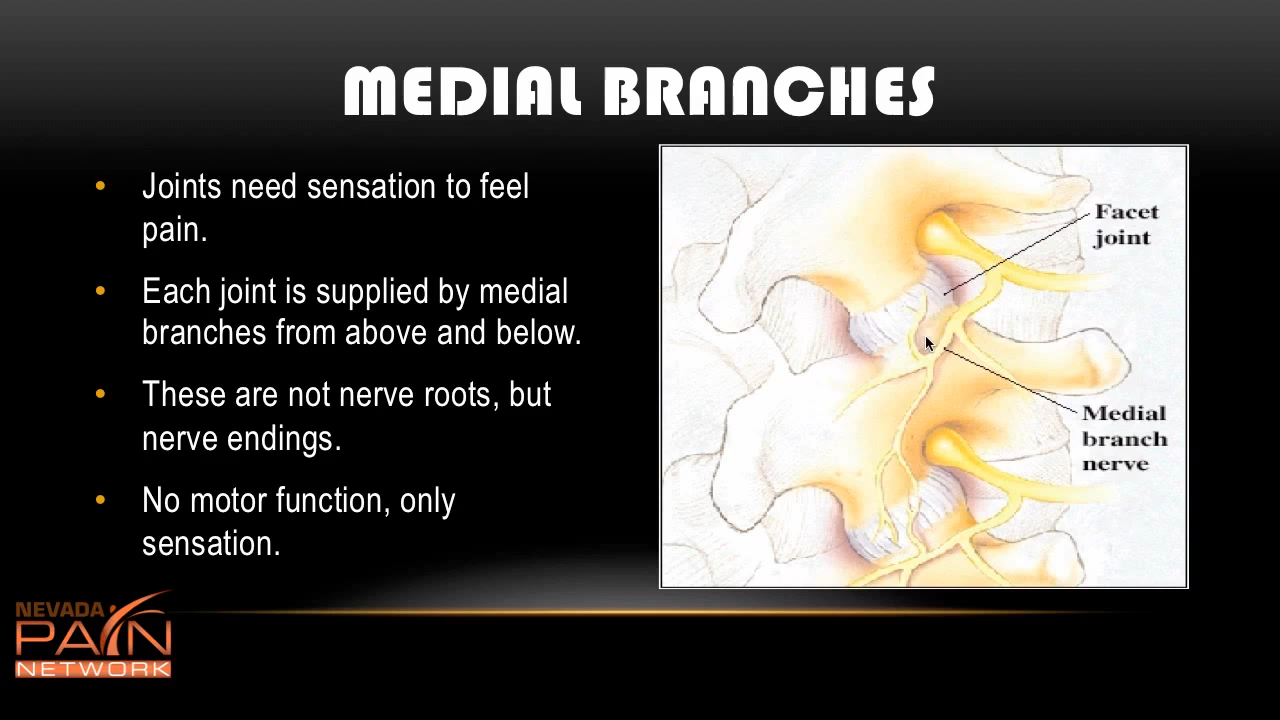 MEDIAL BRANCHES
• Joints need sensation to feel
pain.
• Each joint is supplied by medial
branches from above and below.
• These are not nerve roots, but
nerve endings.
• No motor function, only
sensation.
Facet
joint
Medial
branch
nerve
NEVADA
PAIN
NETWORK